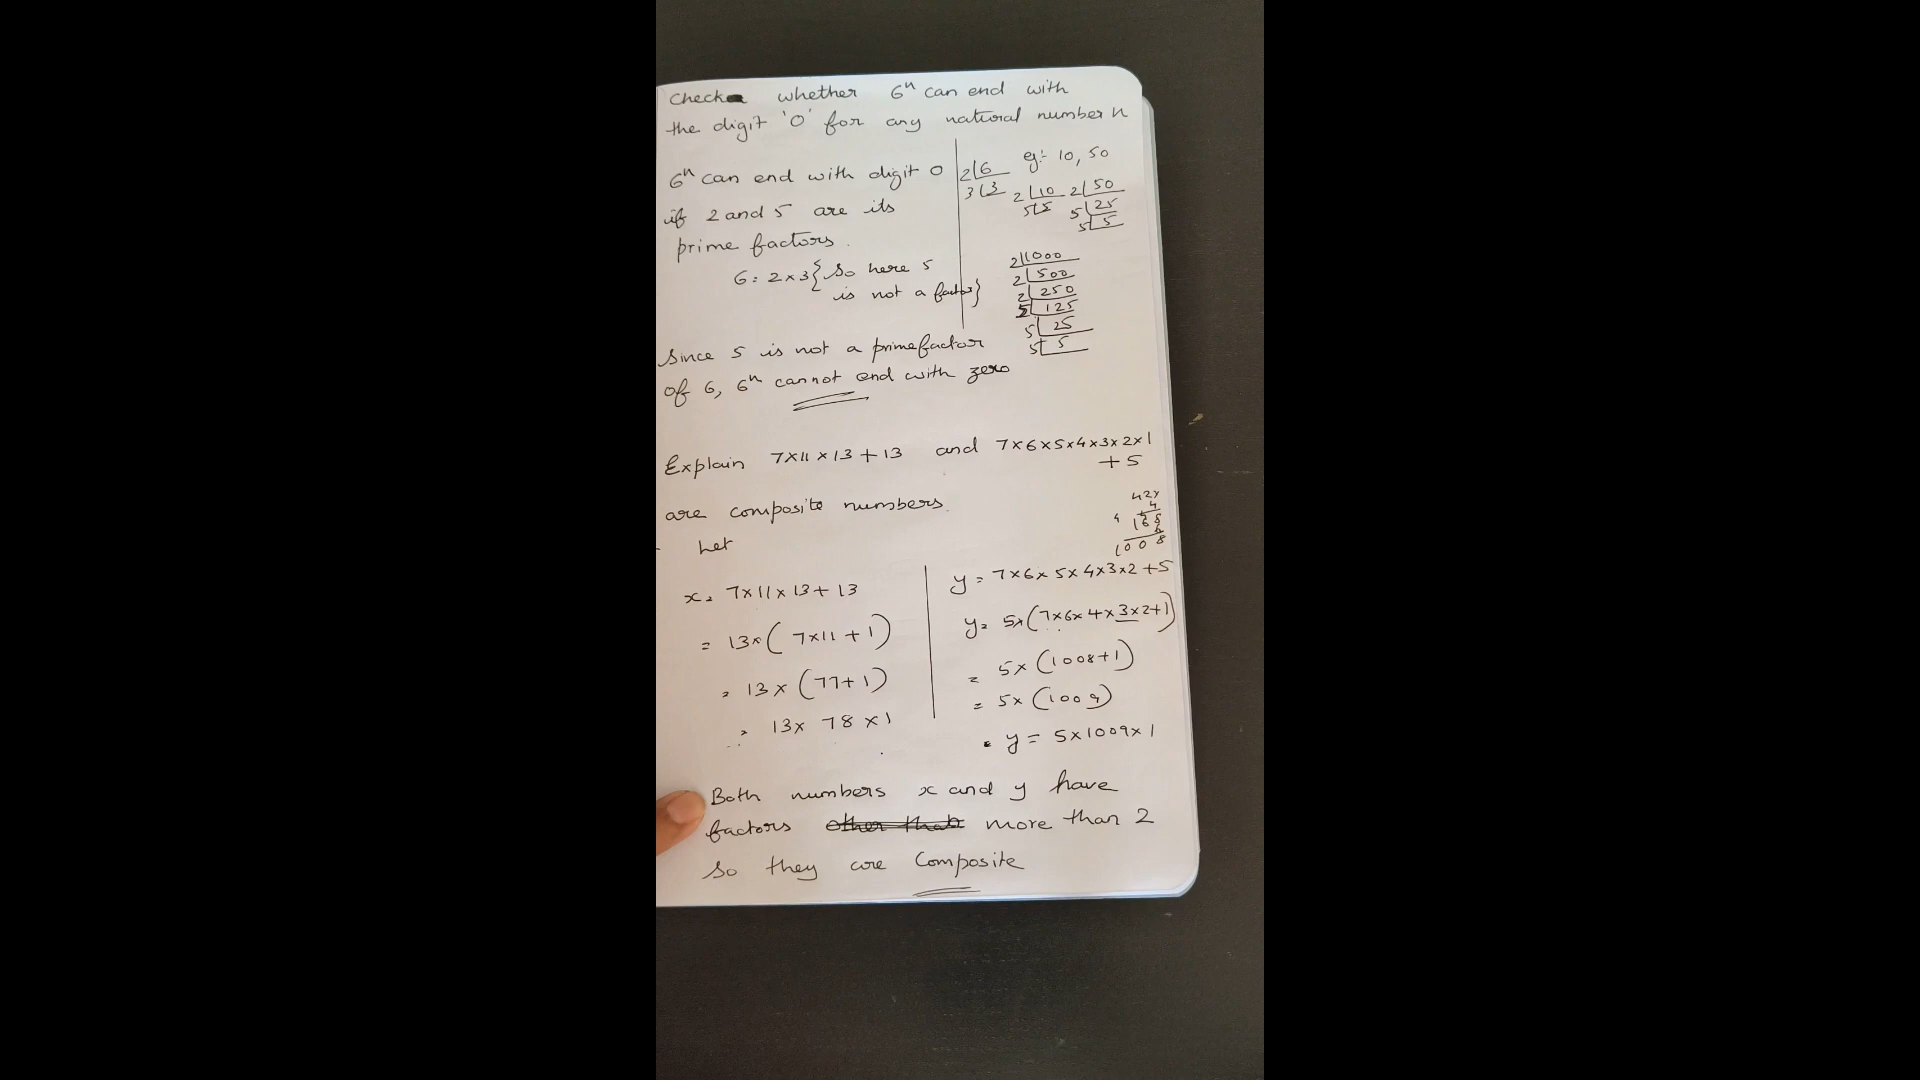 Check whether 6ⁿ can end with
the digit '0' for any natural number n
6ⁿ can end with digit 0
if 2 and 5 are its
prime factors.
6 = 2×3 {So here 5
is not a factor}
2|6
3|3
eg:- 10, 50
2|10
5|5
2|50
5|25
5|5
2|1000
2|500
2|250
5|125
5|25
5|5
Since 5 is not a prime factor
of 6, 6ⁿ cannot end with zero
Explain 7×11×13+13 and 7×6×5×4×3×2×1
+5
are composite numbers.
Let
42×
4
168
6
1008
x = 7×11×13+13
= 13×(7×11+1)
= 13×(77+1)
= 13×78×1
y = 7×6×5×4×3×2+5
y = 5×(7×6×4×3×2+1)
= 5×(1008+1)
= 5×(1009)
y = 5×1009×1
Both numbers x and y have
factors other than more than 2
So they are Composite